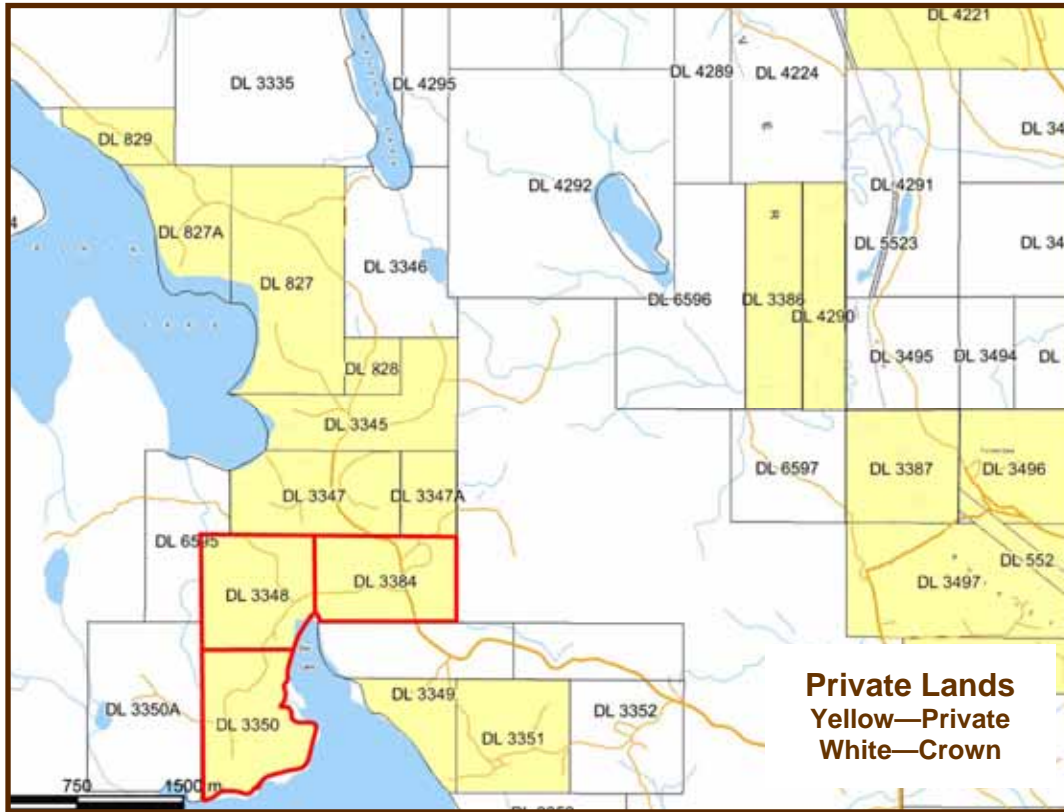 DL 4221
DL 3335
DL 4295
DL 4289
DL 4224
DL 829
DL 34
DL 4292
DL 4291
DL 827A
R
DL 5523
DL 34
DL 3346
DL 827
DL 6596
DL 3386
DL 4290
DL 3495
DL 3494
DL
DL 828
DL 3345
DL 6597
DL 3387
DL 3496
DL 3347
DL 3347A
DL 6595
DL 552
DL 3384
DL 3497
DL 3348
DL 3349
DL 3350A
DL 3350
DL 3352
DL 3351
750
1500 m
Private Lands
Yellow—Private
White—Crown